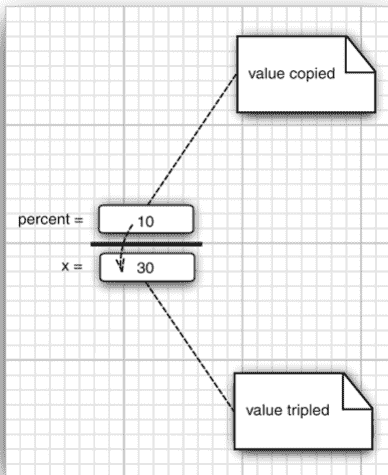 value copied
percent = 10
x = 30
value tripled